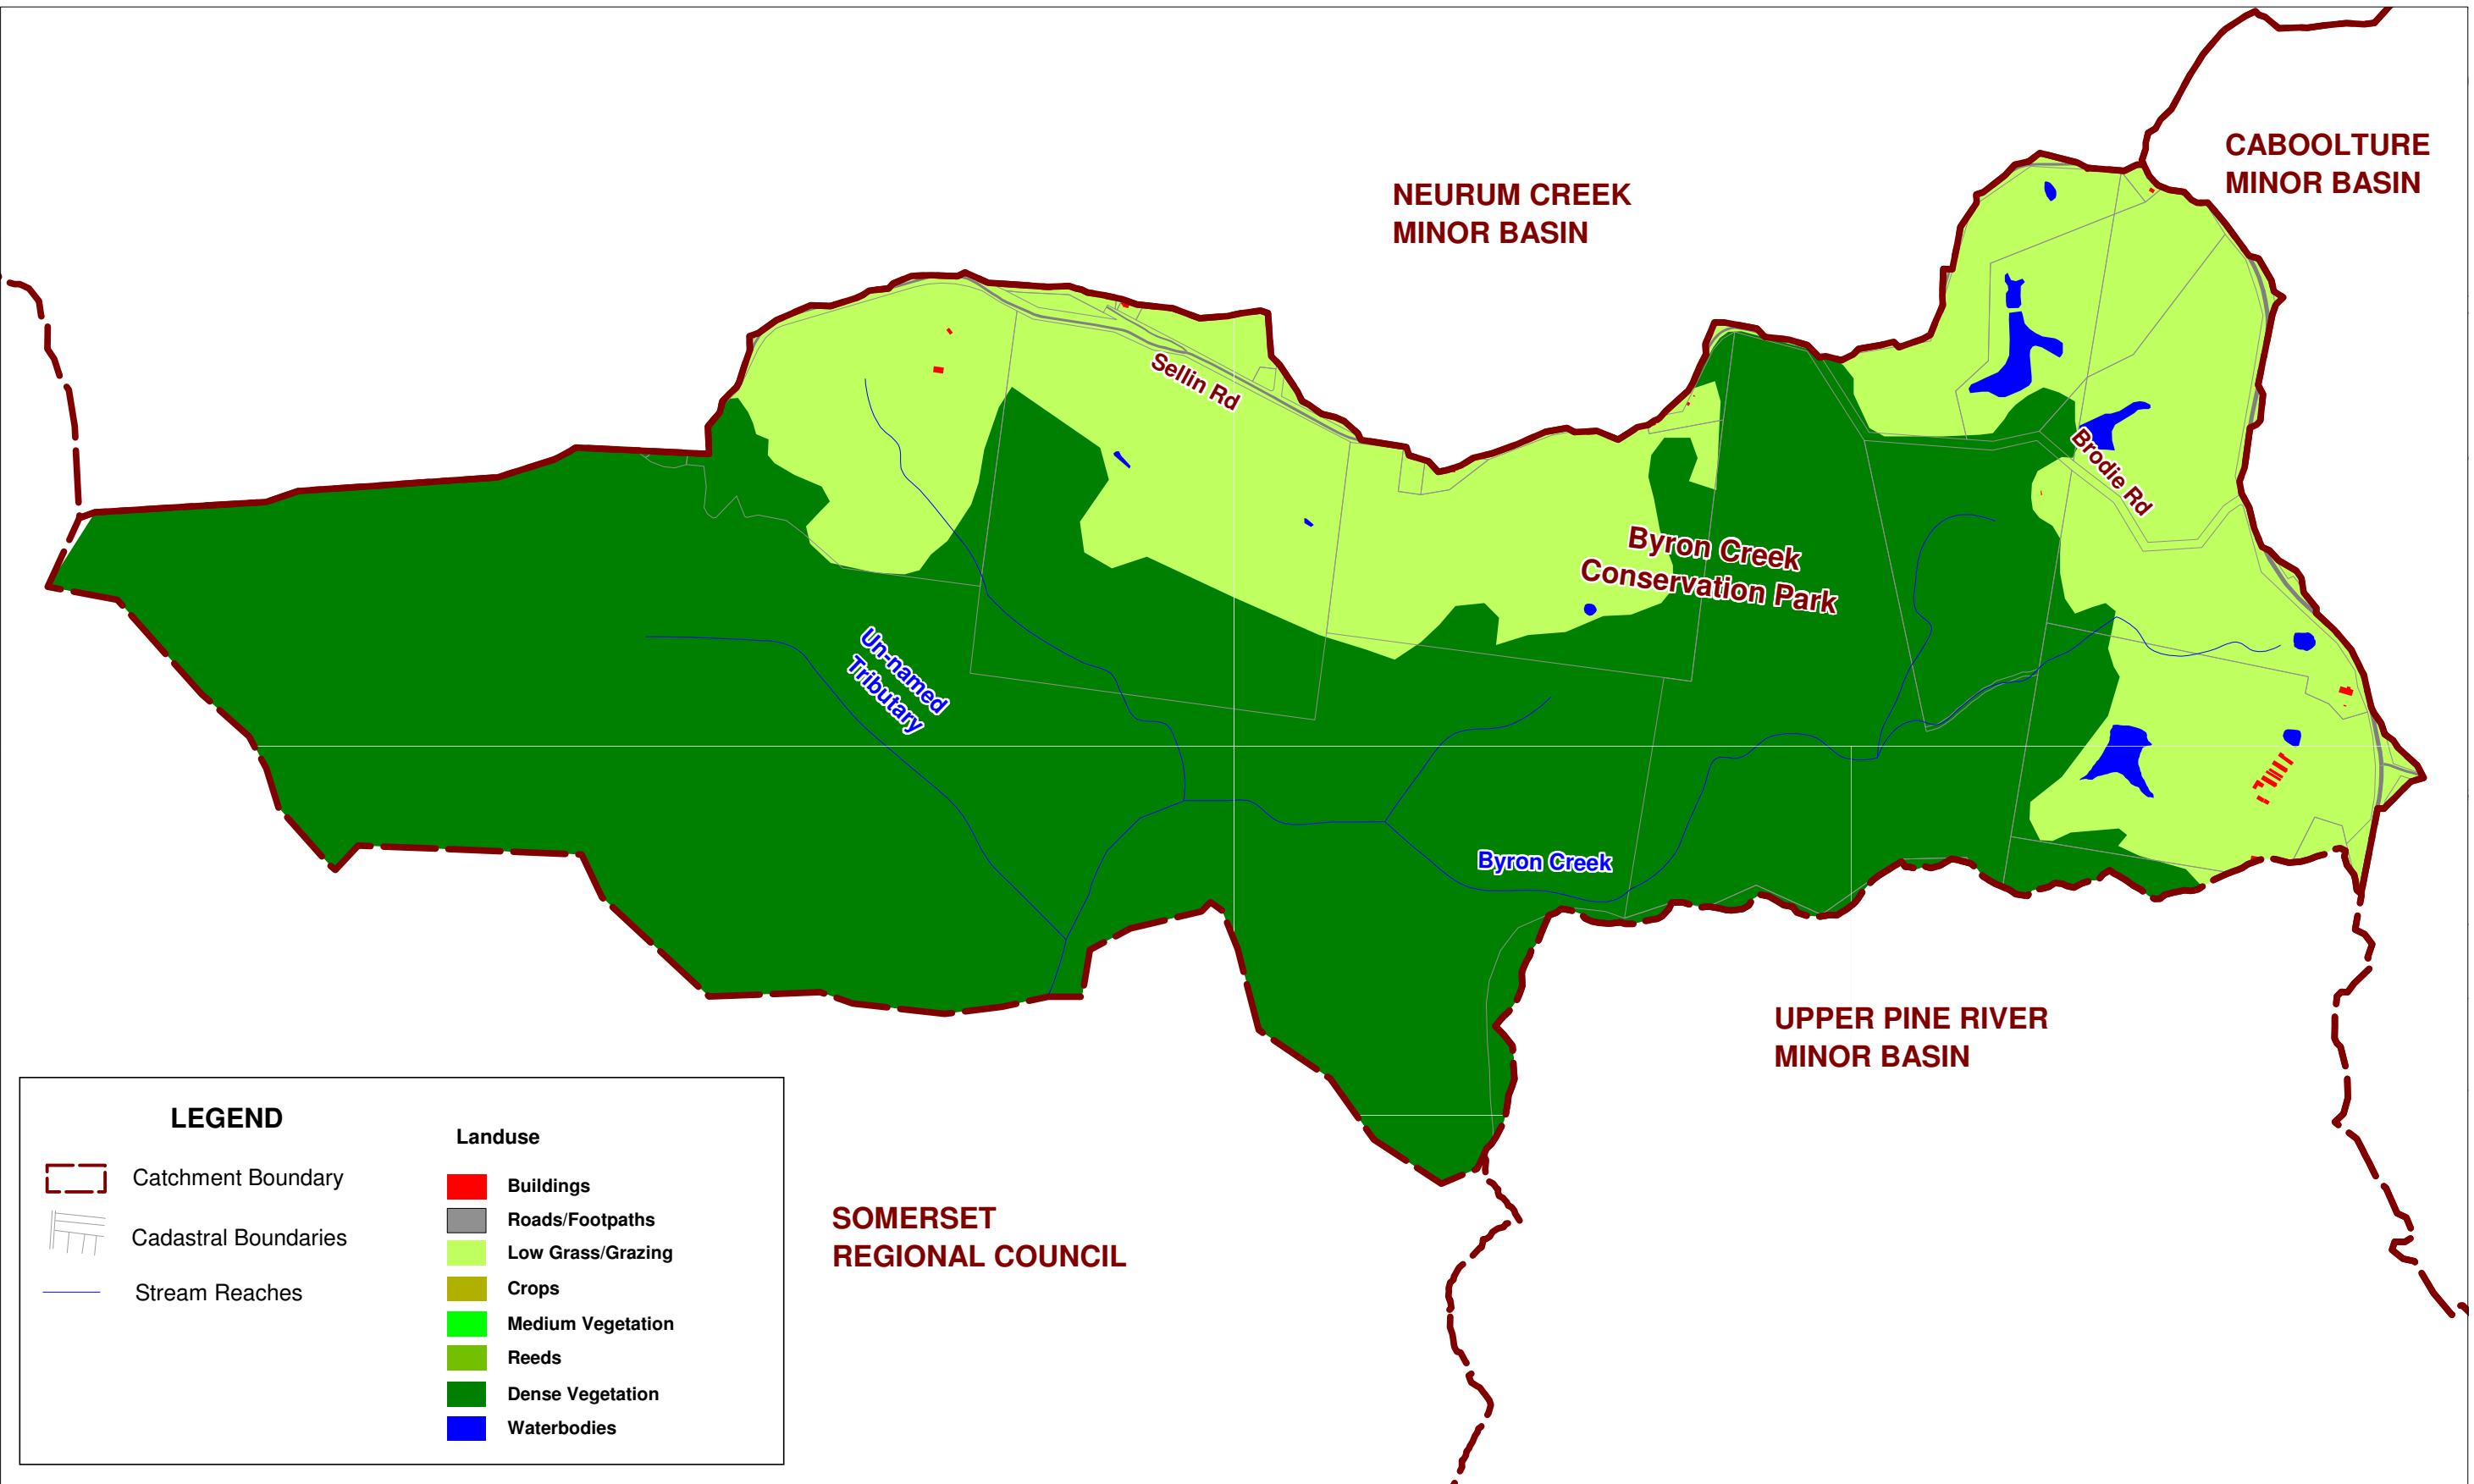 CABOOLTURE
MINOR BASIN
NEURUM CREEK
MINOR BASIN
Sellin Rd
Brodie Rd
Byron Creek
Conservation Park
Un-named
Tributary
Byron Creek
UPPER PINE RIVER
MINOR BASIN
SOMERSET
REGIONAL COUNCIL
LEGEND
Catchment Boundary
Cadastral Boundaries
Stream Reaches
Landuse
Buildings
Roads/Footpaths
Low Grass/Grazing
Crops
Medium Vegetation
Reeds
Dense Vegetation
Waterbodies